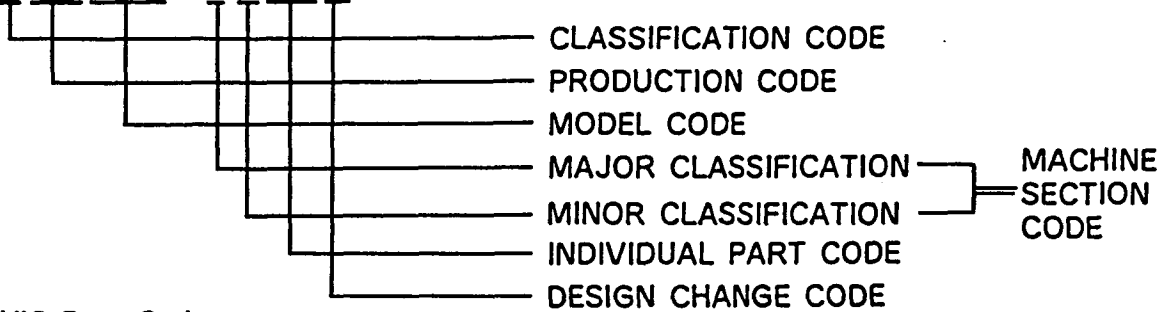 CLASSIFICATION CODE
PRODUCTION CODE
MODEL CODE
MAJOR CLASSIFICATION
MINOR CLASSIFICATION
MACHINE
SECTION
CODE
INDIVIDUAL PART CODE
DESIGN CHANGE CODE